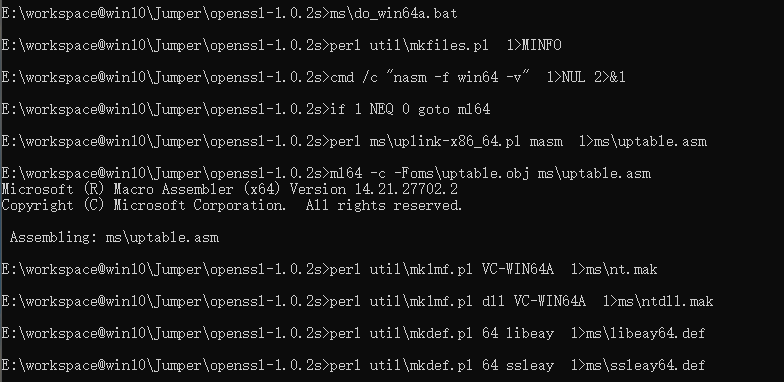 E:\workspace@win10\Jumper\openssl-1.0.2s>ms\do_win64a.bat
E:\workspace@win10\Jumper\openssl-1.0.2s>perl util\mkfiles.pl  1>MINFO
E:\workspace@win10\Jumper\openssl-1.0.2s>cmd /c "nasm -f win64 -v"  1>NUL 2>&1
E:\workspace@win10\Jumper\openssl-1.0.2s>if 1 NEQ 0 goto ml64
E:\workspace@win10\Jumper\openssl-1.0.2s>perl ms\uplink-x86_64.pl masm  1>ms\uptable.asm
E:\workspace@win10\Jumper\openssl-1.0.2s>ml64 -c -Foms\uptable.obj ms\uptable.asm
Microsoft (R) Macro Assembler (x64) Version 14.21.27702.2
Copyright (C) Microsoft Corporation.  All rights reserved.
 Assembling: ms\uptable.asm
E:\workspace@win10\Jumper\openssl-1.0.2s>perl util\mk1mf.pl VC-WIN64A  1>ms\nt.mak
E:\workspace@win10\Jumper\openssl-1.0.2s>perl util\mk1mf.pl dll VC-WIN64A  1>ms\ntdll.mak
E:\workspace@win10\Jumper\openssl-1.0.2s>perl util\mkdef.pl 64 libeay  1>ms\libeay64.def
E:\workspace@win10\Jumper\openssl-1.0.2s>perl util\mkdef.pl 64 ssleay  1>ms\ssleay64.def